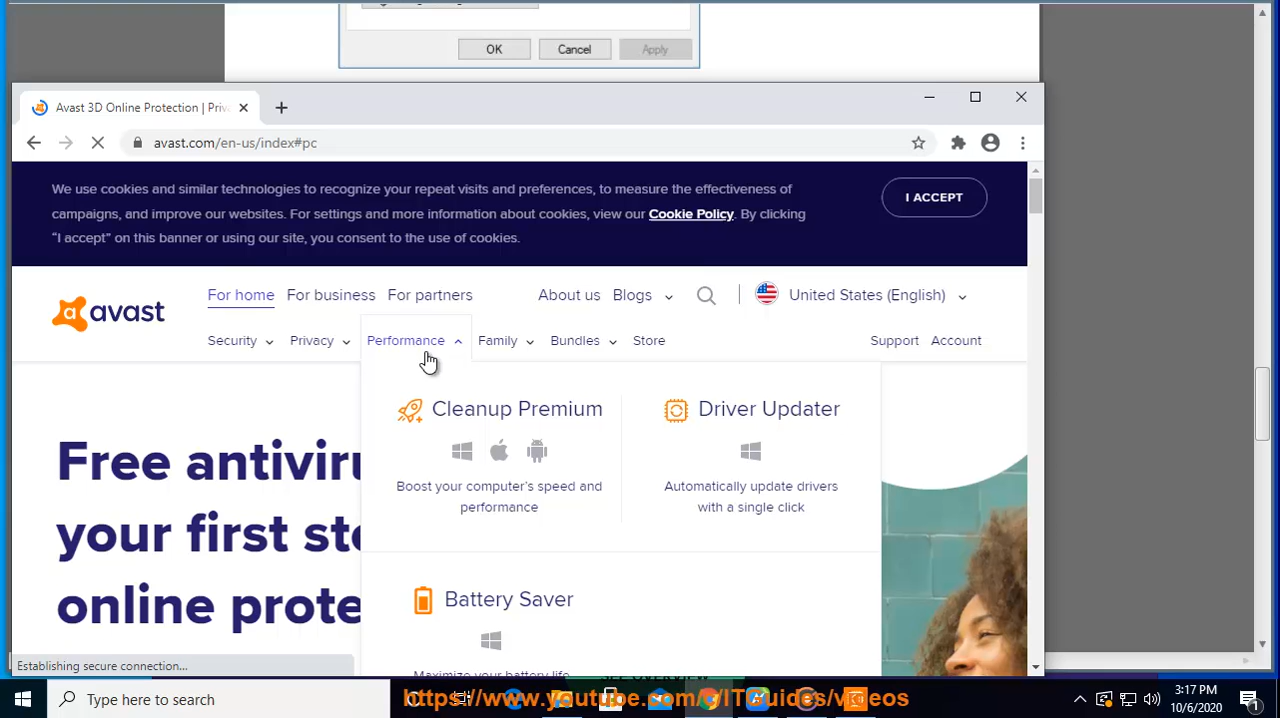 OK Cancel Apply
Avast 3D Online Protection | Priv
avast.com/en-us/index#pc
We use cookies and similar technologies to recognize your repeat visits and preferences, to measure the effectiveness of
campaigns, and improve our websites. For settings and more information about cookies, view our Cookie Policy. By clicking
“I accept” on this banner or using our site, you consent to the use of cookies.
I ACCEPT
avast
For home For business For partners About us Blogs United States (English)
Security Privacy Performance Family Bundles Store Support Account
Free antiviru
your first st
online prote
Cleanup Premium
Boost your computer’s speed and
performance
Driver Updater
Automatically update drivers
with a single click
Battery Saver
Maximize your battery life
Establishing secure connection...
Type here to search
https://www.youtube.com/c/ITGuides/videos
3:17 PM
10/6/2020
1